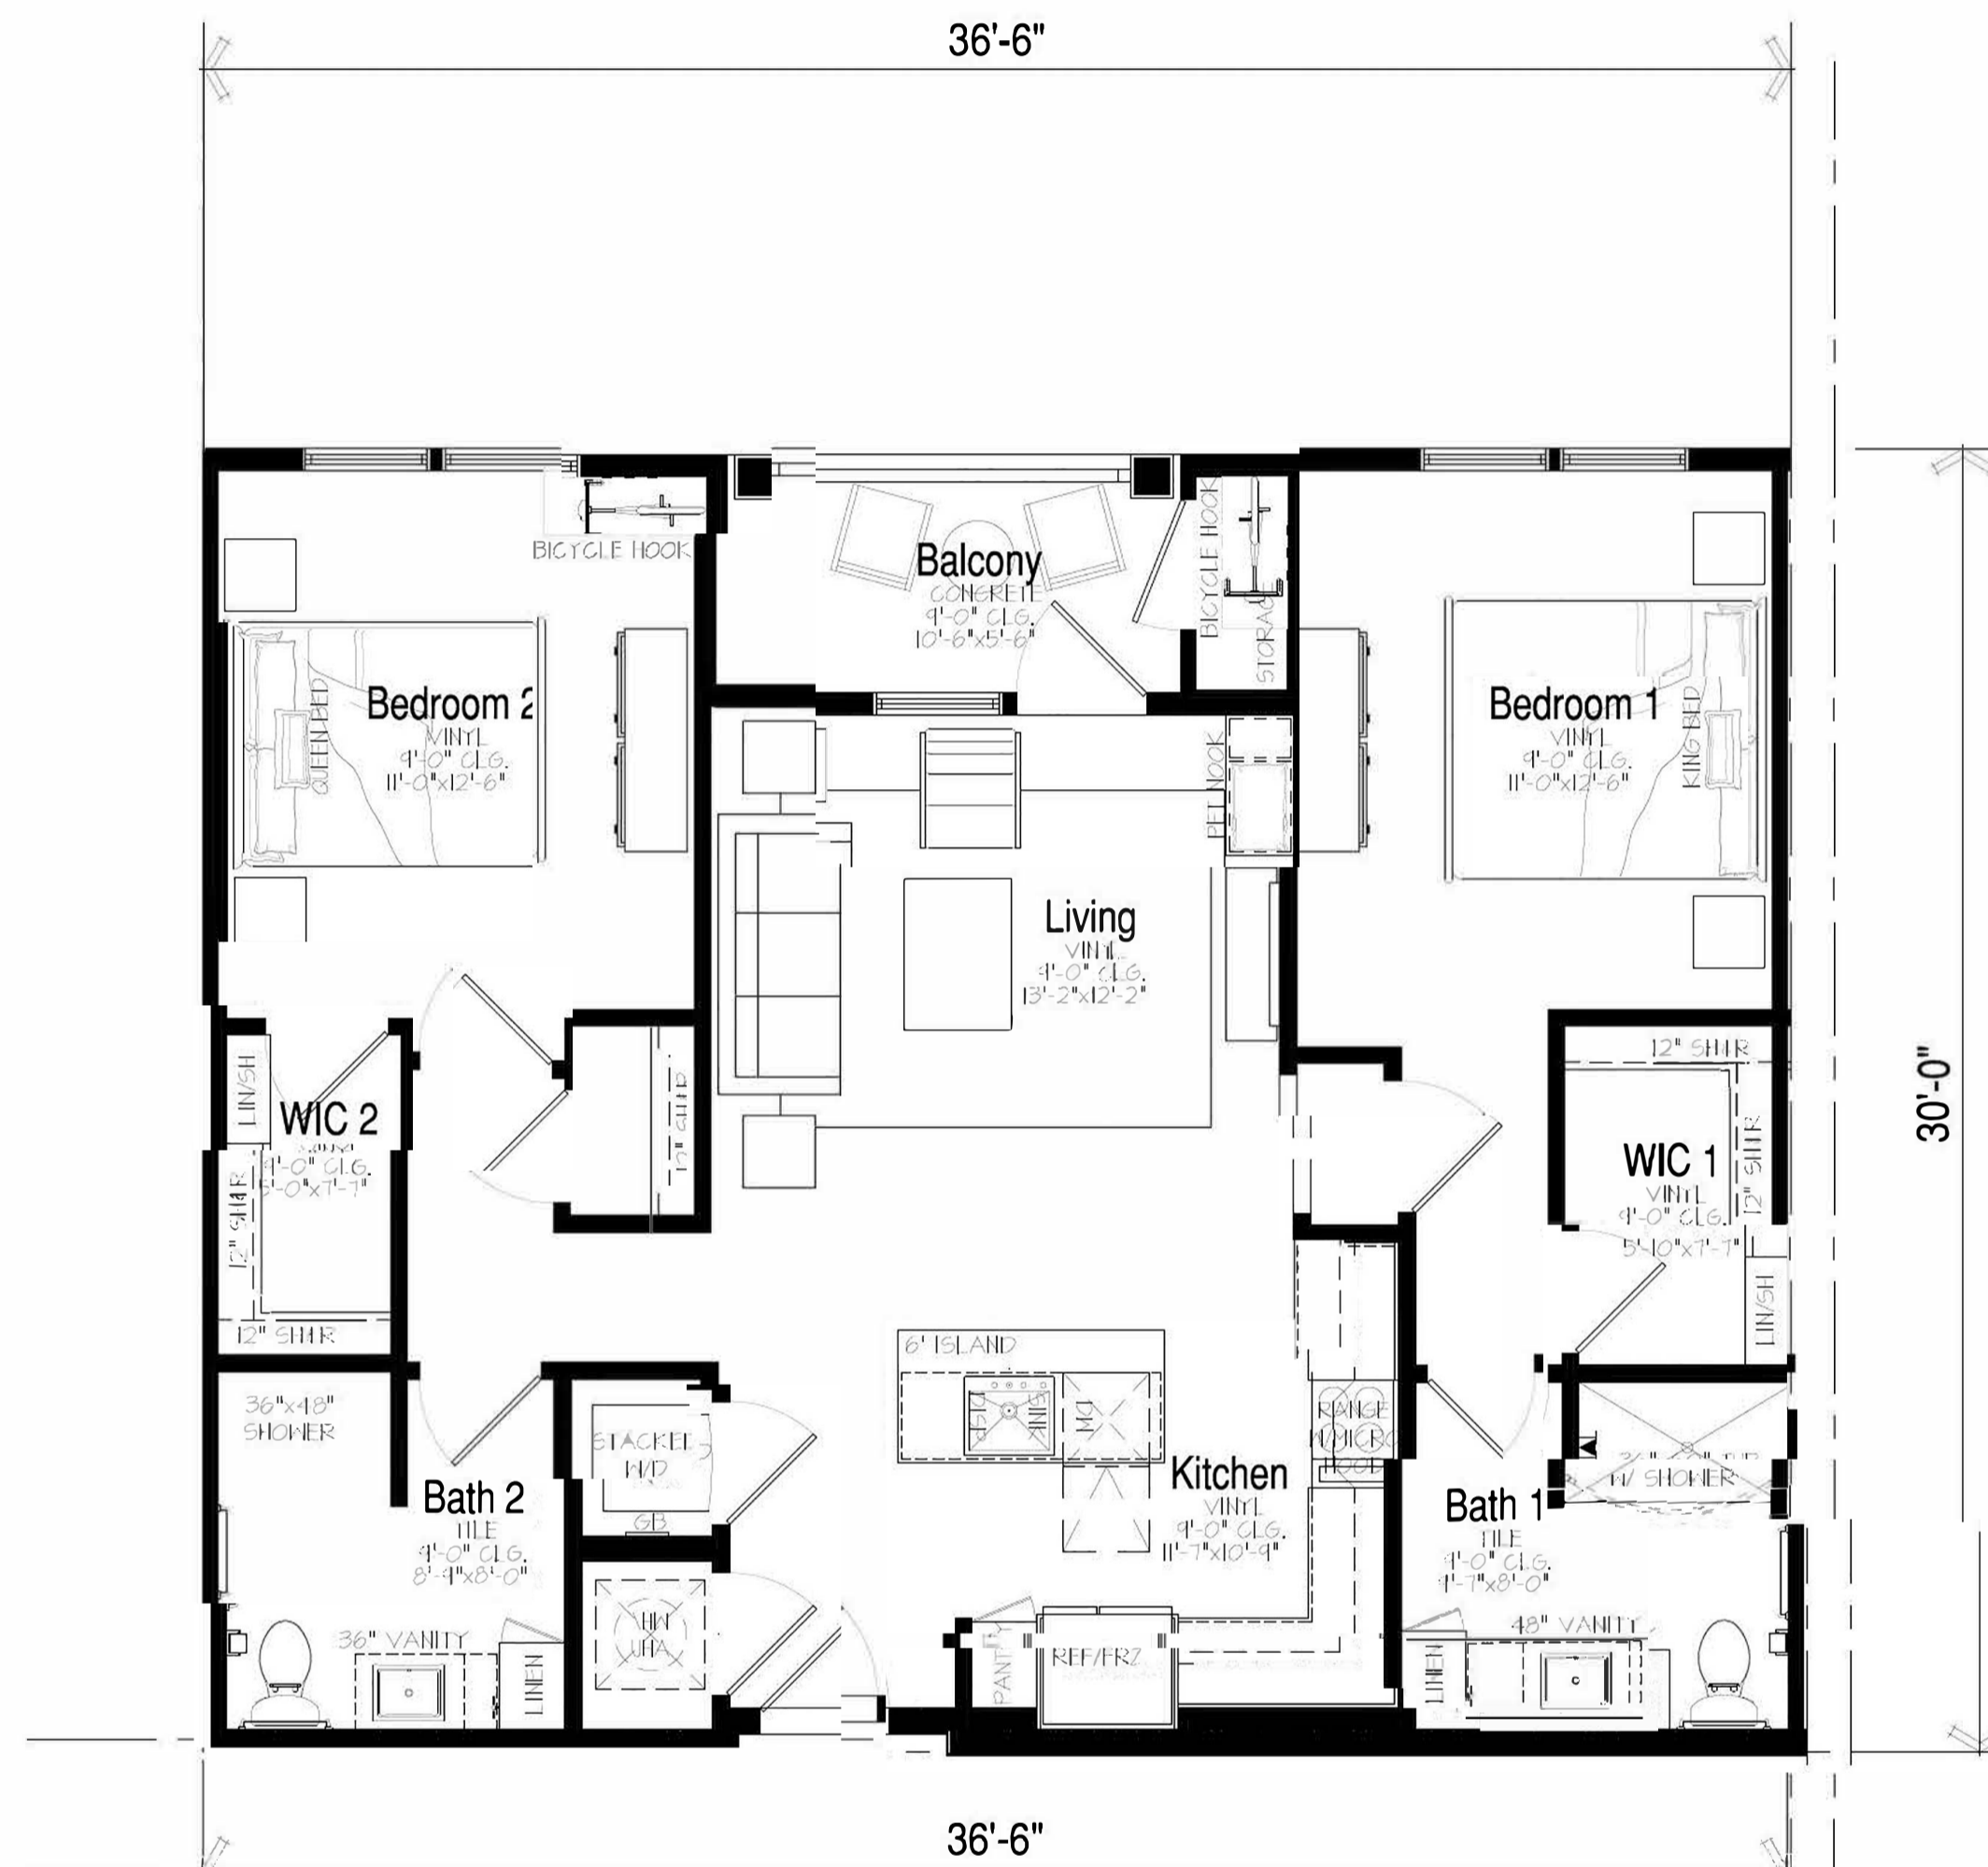 36'-6"
BICYCLE HOOK
Balcony
CONCRETE
9'-0" CLG.
10'-6"x5'-6"
BICYCLE HOOK
STORAGE
Bedroom 2
VINYL
9'-0" CLG.
11'-0"x12'-6"
QUEEN BED
Bedroom 1
VINYL
9'-0" CLG.
11'-0"x12'-6"
KING BED
PET NOOK
Living
VINYL
9'-0" CLG.
13'-2"x12'-2"
30'-0"
LIN/SH
WIC 2
9'-0" CLG.
5'-0"x7'-7"
12" SH&R
12" SH&R
12" SH&R
12" SH&R
12" SH&R
WIC 1
VINYL
9'-0" CLG.
5'-10"x7'-7"
LIN/SH
36"x48"
SHOWER
6' ISLAND
DISP
SINK
DW
RANGE
W/MICRO
HOOD
STACKED
W/D
GB
Kitchen
VINYL
9'-0" CLG.
11'-7"x10'-9"
W/ SHOWER
Bath 2
TILE
9'-0" CLG.
8'-9"x8'-0"
Bath 1
TILE
9'-0" CLG.
9'-7"x8'-0"
36" VANITY
LINEN
HW
UHA
PANTRY
REF/FRZ
LINEN
48" VANITY
36'-6"